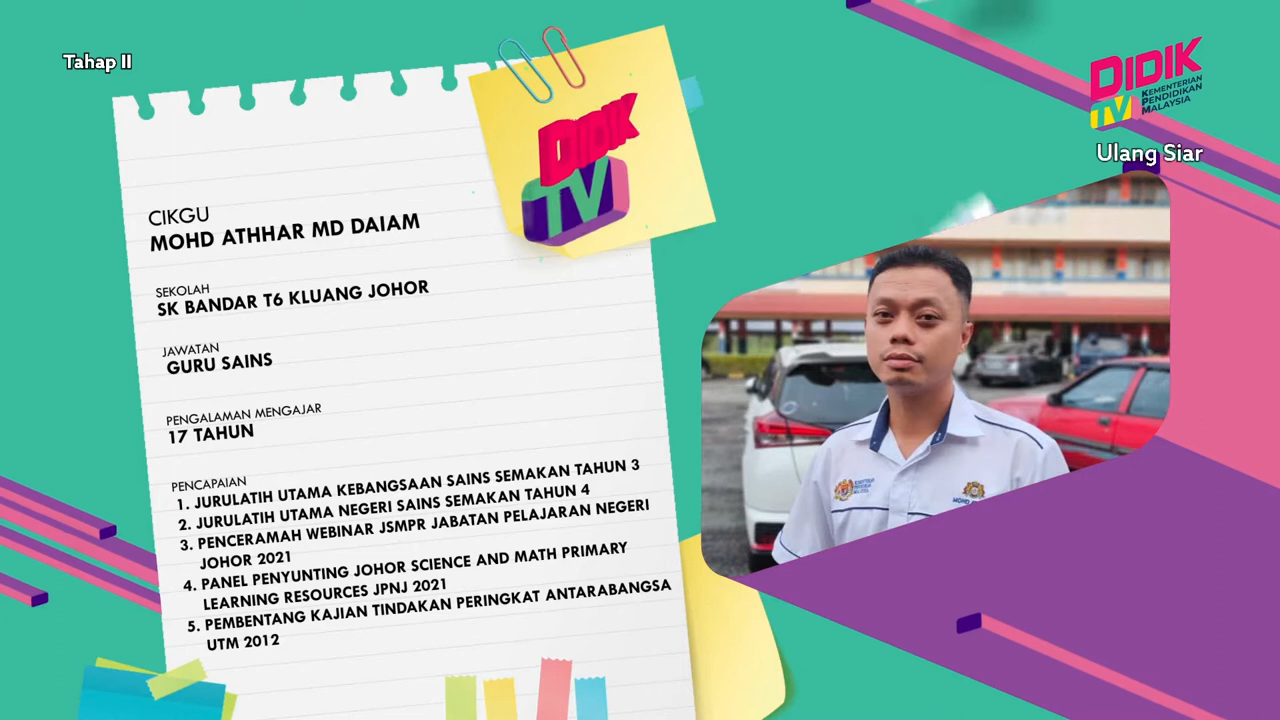 Tahap II
DIDIK
TV
KEMENTERIAN
PENDIDIKAN
MALAYSIA
Ulang Siar
DIDIK
TV
CIKGU
MOHD ATHHAR MD DAIAM
SEKOLAH
SK BANDAR T6 KLUANG JOHOR
JAWATAN
GURU SAINS
PENGALAMAN MENGAJAR
17 TAHUN
PENCAPAIAN
1. JURULATIH UTAMA KEBANGSAAN SAINS SEMAKAN TAHUN 3
2. JURULATIH UTAMA NEGERI SAINS SEMAKAN TAHUN 4
3. PENCERAMAH WEBINAR JSMPR JABATAN PELAJARAN NEGERI
JOHOR 2021
4. PANEL PENYUNTING JOHOR SCIENCE AND MATH PRIMARY
LEARNING RESOURCES JPNJ 2021
5. PEMBENTANG KAJIAN TINDAKAN PERINGKAT ANTARABANGSA
UTM 2012
MOHD